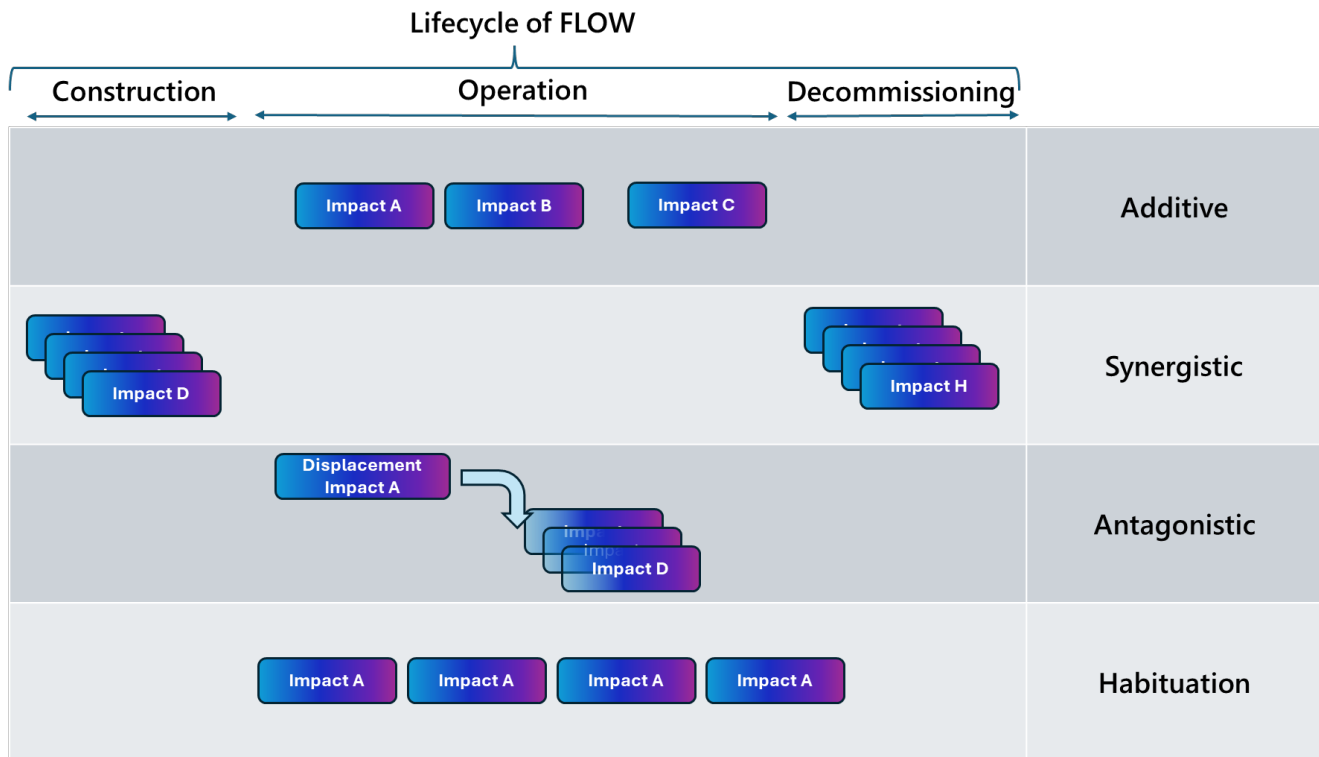 Lifecycle of FLOW
Construction
Operation
Decommissioning
Impact A
Impact B
Impact C
Additive
Impact D
Impact H
Synergistic
Displacement
Impact A
Impact D
Antagonistic
Impact A
Impact A
Impact A
Impact A
Habituation